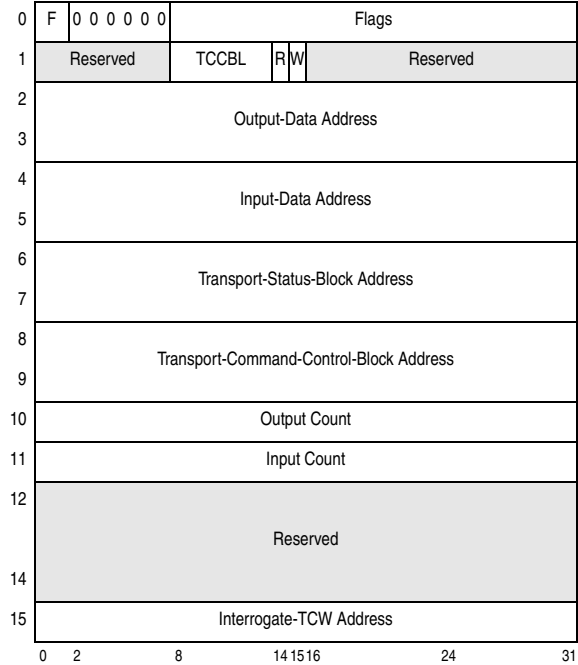 0 F 0 0 0 0 0 0 Flags
1 Reserved TCCBL R W Reserved
2
Output-Data Address
3
4
Input-Data Address
5
6
Transport-Status-Block Address
7
8
Transport-Command-Control-Block Address
9
10 Output Count
11 Input Count
12
Reserved
14
15 Interrogate-TCW Address
0 2 8 14 15 16 24 31